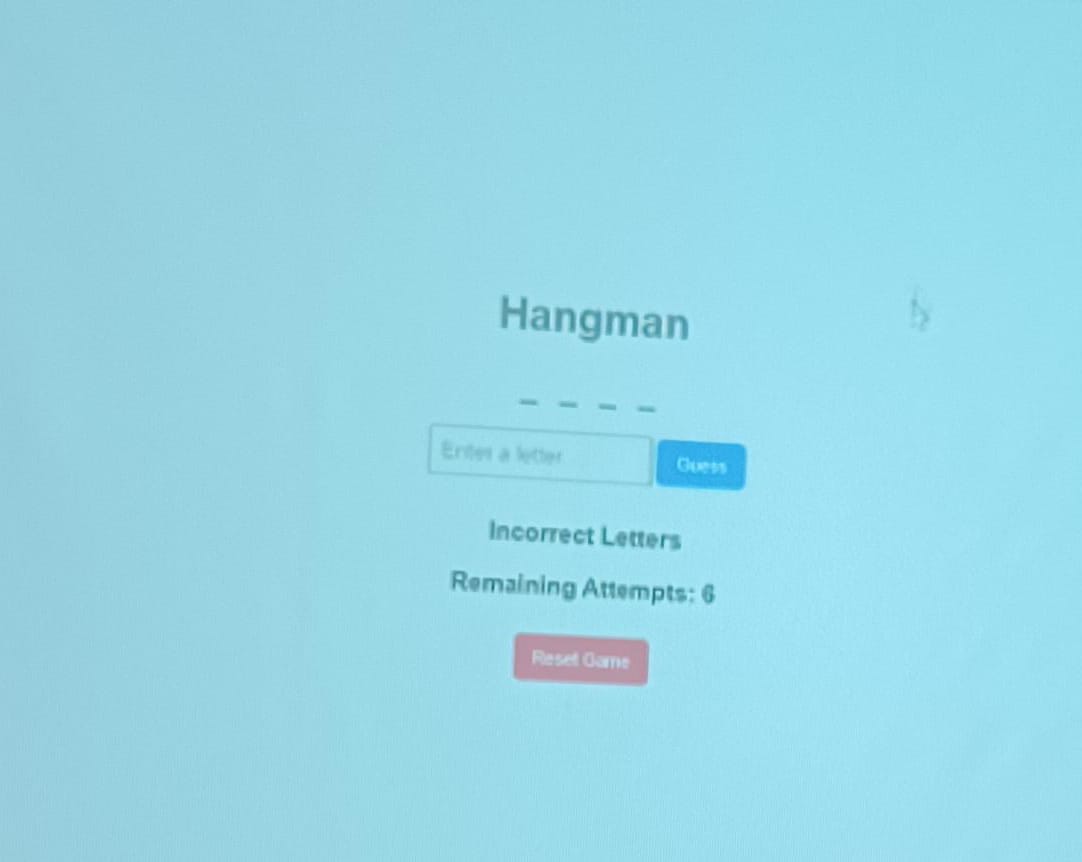 Hangman
_ _ _ _
Enter a letter
Guess
Incorrect Letters
Remaining Attempts: 6
Reset Game